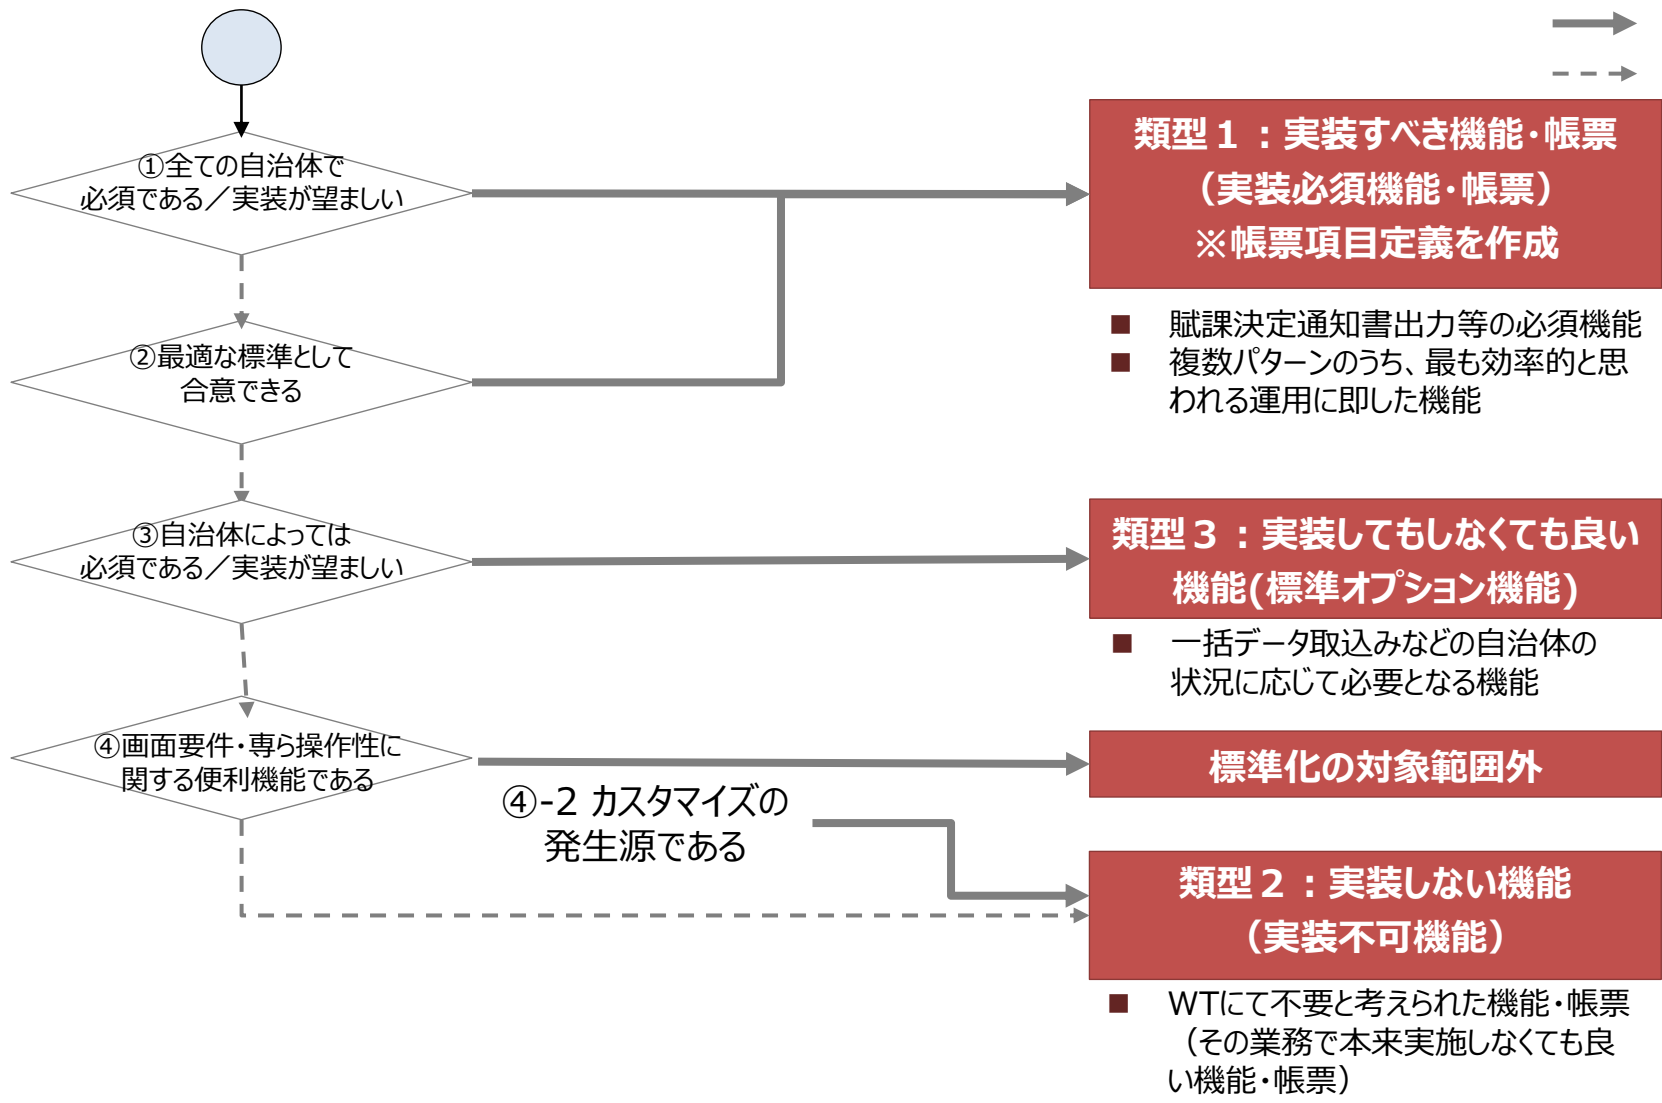 ①全ての自治体で
必須である／実装が望ましい
類型１：実装すべき機能・帳票
（実装必須機能・帳票）
※帳票項目定義を作成
■ 賦課決定通知書出力等の必須機能
■ 複数パターンのうち、最も効率的と思
われる運用に即した機能
②最適な標準として
合意できる
③自治体によっては
必須である／実装が望ましい
類型３：実装してもしなくても良い
機能(標準オプション機能)
■ 一括データ取込みなどの自治体の
状況に応じて必要となる機能
④画面要件・専ら操作性に
関する便利機能である
標準化の対象範囲外
④-2 カスタマイズの
発生源である
類型２：実装しない機能
（実装不可機能）
■ WTにて不要と考えられた機能・帳票
（その業務で本来実施しなくても良
い機能・帳票）